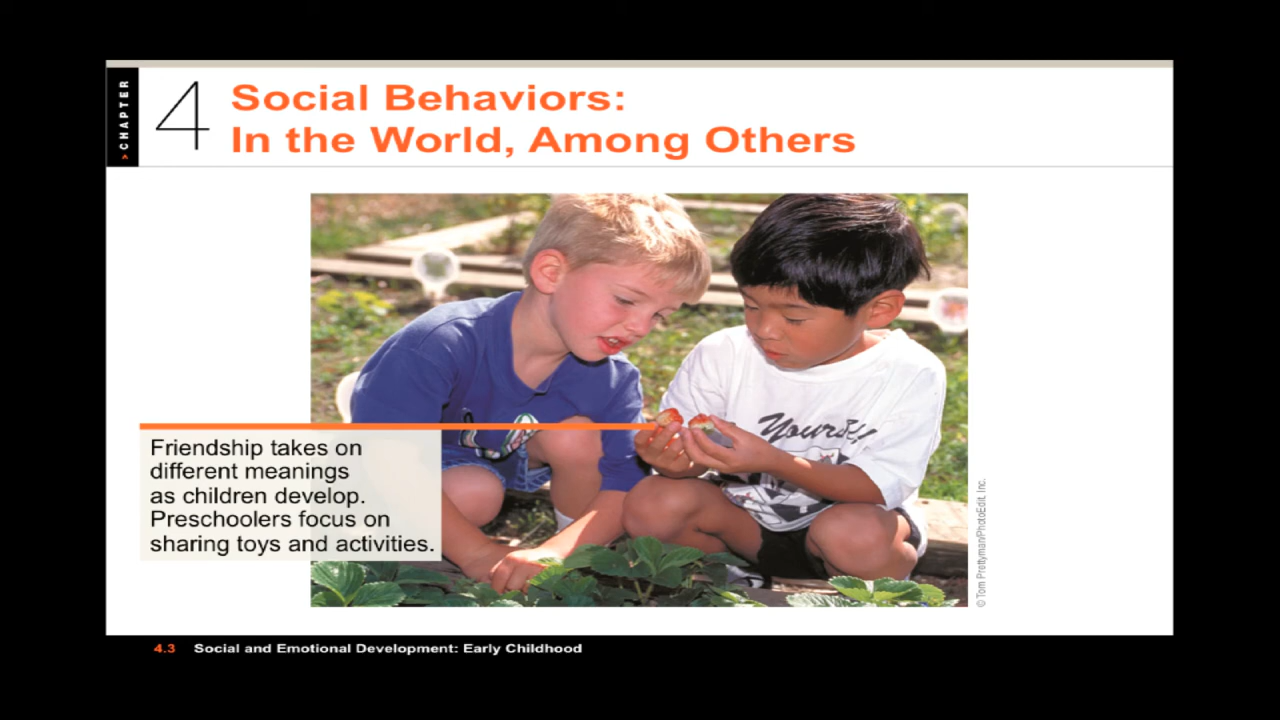 > CHAPTER
4
Social Behaviors:
In the World, Among Others
Friendship takes on
different meanings
as children develop.
Preschoolers focus on
sharing toys and activities.
© Tom Prettyman/PhotoEdit, Inc.
4.3 Social and Emotional Development: Early Childhood